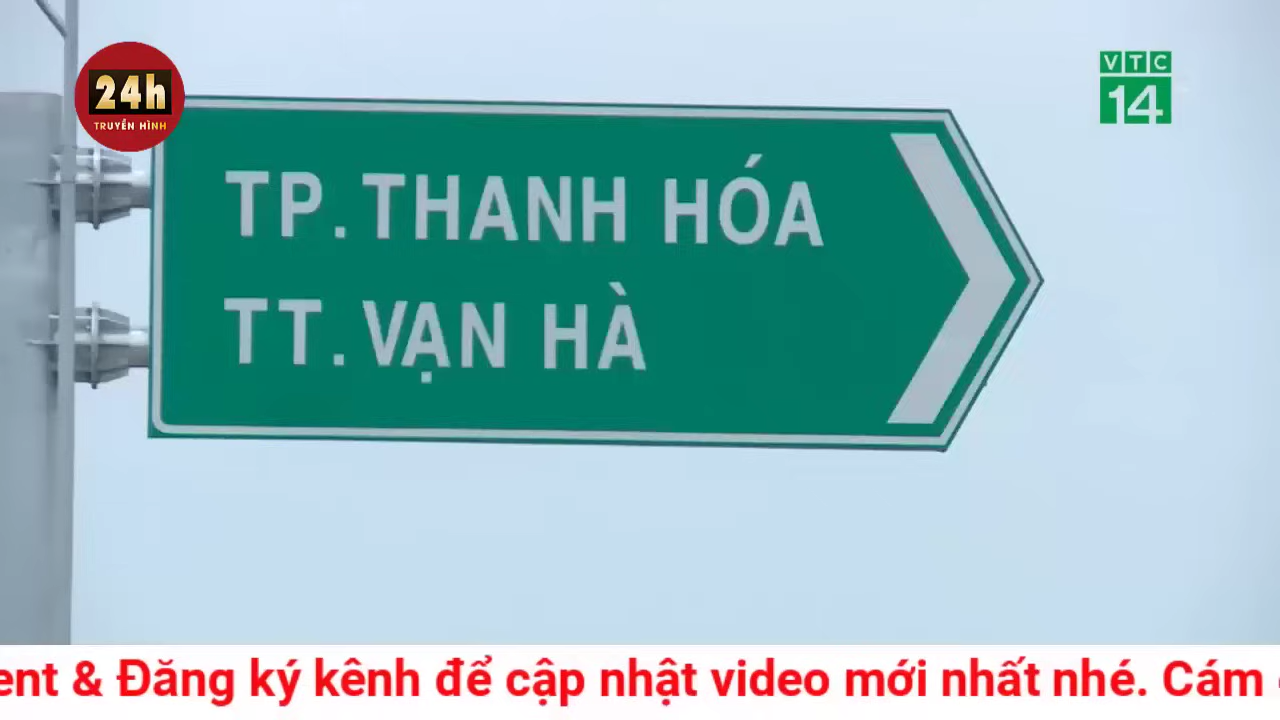 24h
TRUYỀN HÌNH
VTC
14
TP. THANH HÓA
TT. VẠN HÀ
& Đăng ký kênh để cập nhật video mới nhất nhé. Cám